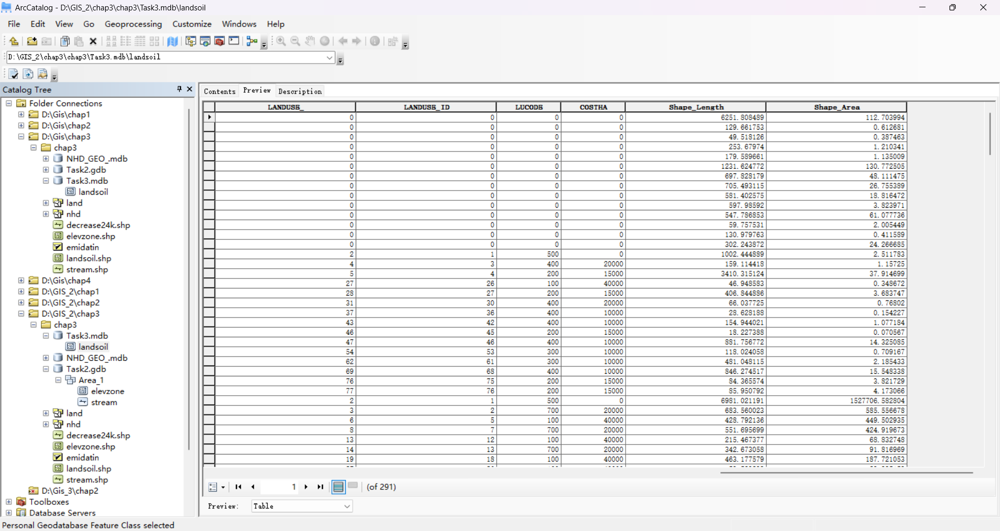 ArcCatalog - D:\GIS_2\chap3\chap3\Task3.mdb\landsoil
File Edit View Go Geoprocessing Customize Windows Help
D:\GIS_2\chap3\chap3\Task3.mdb\landsoil
Catalog Tree
Folder Connections
D:\Gis\chap1
D:\Gis\chap2
D:\Gis\chap3
chap3
NHD_GEO_.mdb
Task2.gdb
Task3.mdb
landsoil
land
nhd
decrease24k.shp
elevzone.shp
emidatin
landsoil.shp
stream.shp
D:\Gis\chap4
D:\GIS_2\chap1
D:\GIS_2\chap2
D:\GIS_2\chap3
chap3
Task3.mdb
landsoil
NHD_GEO_.mdb
Task2.gdb
Area_1
elevzone
stream
land
nhd
decrease24k.shp
elevzone.shp
emidatin
landsoil.shp
stream.shp
D:\Gis_3\chap2
Toolboxes
Database Servers
Contents Preview Description
LANDUSE_ LANDUSE_ID LUCODE COSTHA Shape_Length Shape_Area
0 0 0 0 6251.808489 112.703994
0 0 0 0 129.661753 0.612681
0 0 0 0 49.518126 0.387463
0 0 0 0 253.67974 1.210341
0 0 0 0 179.589661 1.135009
0 0 0 0 1231.624772 130.772505
0 0 0 0 697.828179 48.111475
0 0 0 0 705.493115 26.755389
0 0 0 0 581.402575 18.816472
0 0 0 0 597.98592 3.823971
0 0 0 0 547.786853 61.077736
0 0 0 0 59.757531 2.005449
0 0 0 0 130.979763 0.411589
0 0 0 0 302.243872 24.266685
2 1 500 0 1002.444889 2.511783
4 3 400 20000 159.114418 1.15725
5 4 200 15000 3410.315124 37.914699
27 26 100 40000 46.948583 0.348672
28 27 200 15000 406.844886 3.683747
31 30 400 20000 66.037725 0.76802
37 36 400 10000 28.628188 0.154227
43 42 400 10000 154.944021 1.077184
46 45 200 15000 18.227388 0.070567
47 46 400 10000 881.756772 14.325085
54 53 300 10000 118.024058 0.709167
62 61 300 10000 481.048115 2.185433
69 68 400 10000 846.274517 15.548338
76 75 200 15000 84.365574 3.821729
77 76 200 15000 85.950792 4.173066
2 1 500 0 6981.021191 1527706.582804
3 2 700 20000 683.560023 585.556678
6 5 100 40000 428.792136 449.502935
8 7 700 20000 551.695699 424.919673
13 12 100 40000 215.467377 68.832748
14 13 700 20000 342.673058 91.816969
19 18 100 40000 463.177579 187.721053
1 (of 291)
Preview: Table
Personal Geodatabase Feature Class selected